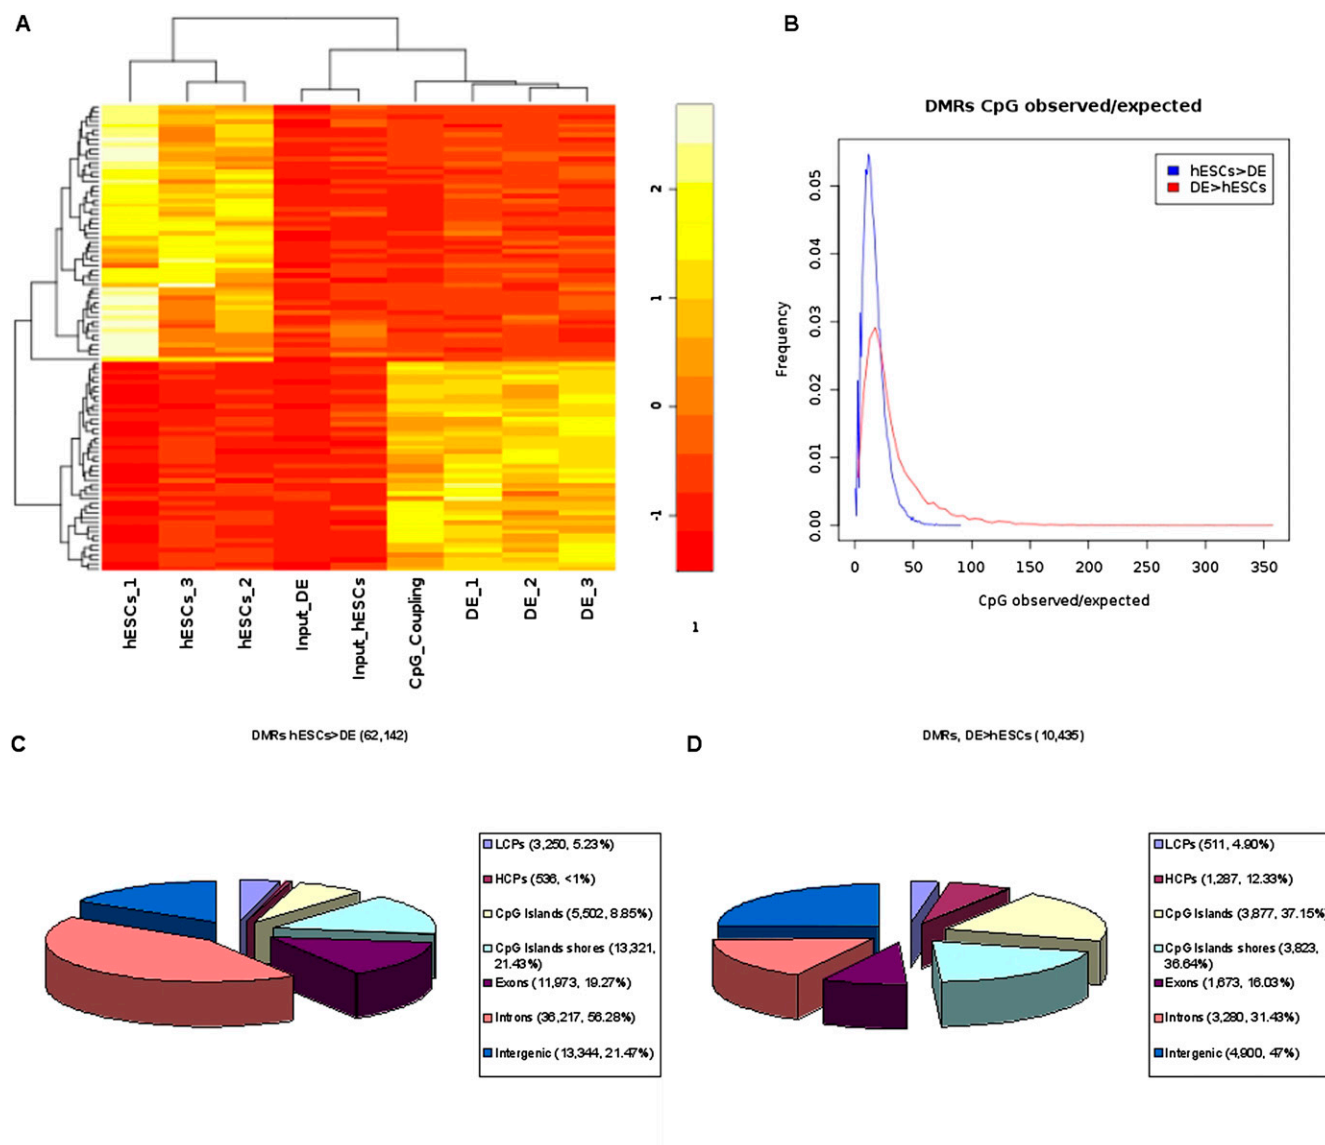 A
hESCs_1
hESCs_3
hESCs_2
Input_DE
Input_hESCs
CpG_Coupling
DE_1
DE_2
DE_3
2
1
0
-1
1
B
DMRs CpG observed/expected
hESCs>DE
DE>hESCs
Frequency
0.05
0.04
0.03
0.02
0.01
0.00
0 50 100 150 200 250 300 350
CpG observed/expected
C
DMRs hESCs>DE (62,142)
LCPs (3,250, 5.23%)
HCPs (536, <1%)
CpG Islands (5,502, 8.85%)
CpG Islands shores (13,321,
21.43%)
Exons (11,973, 19.27%)
Introns (36,217, 56.28%)
Intergenic (13,344, 21.47%)
D
DMRs, DE>hESCs (10,435)
LCPs (511, 4.90%)
HCPs (1,287, 12.33%)
CpG Islands (3,877, 37.15%)
CpG Islands shores (3,823,
36.64%)
Exons (1,673, 16.03%)
Introns (3,280, 31.43%)
Intergenic (4,900, 47%)